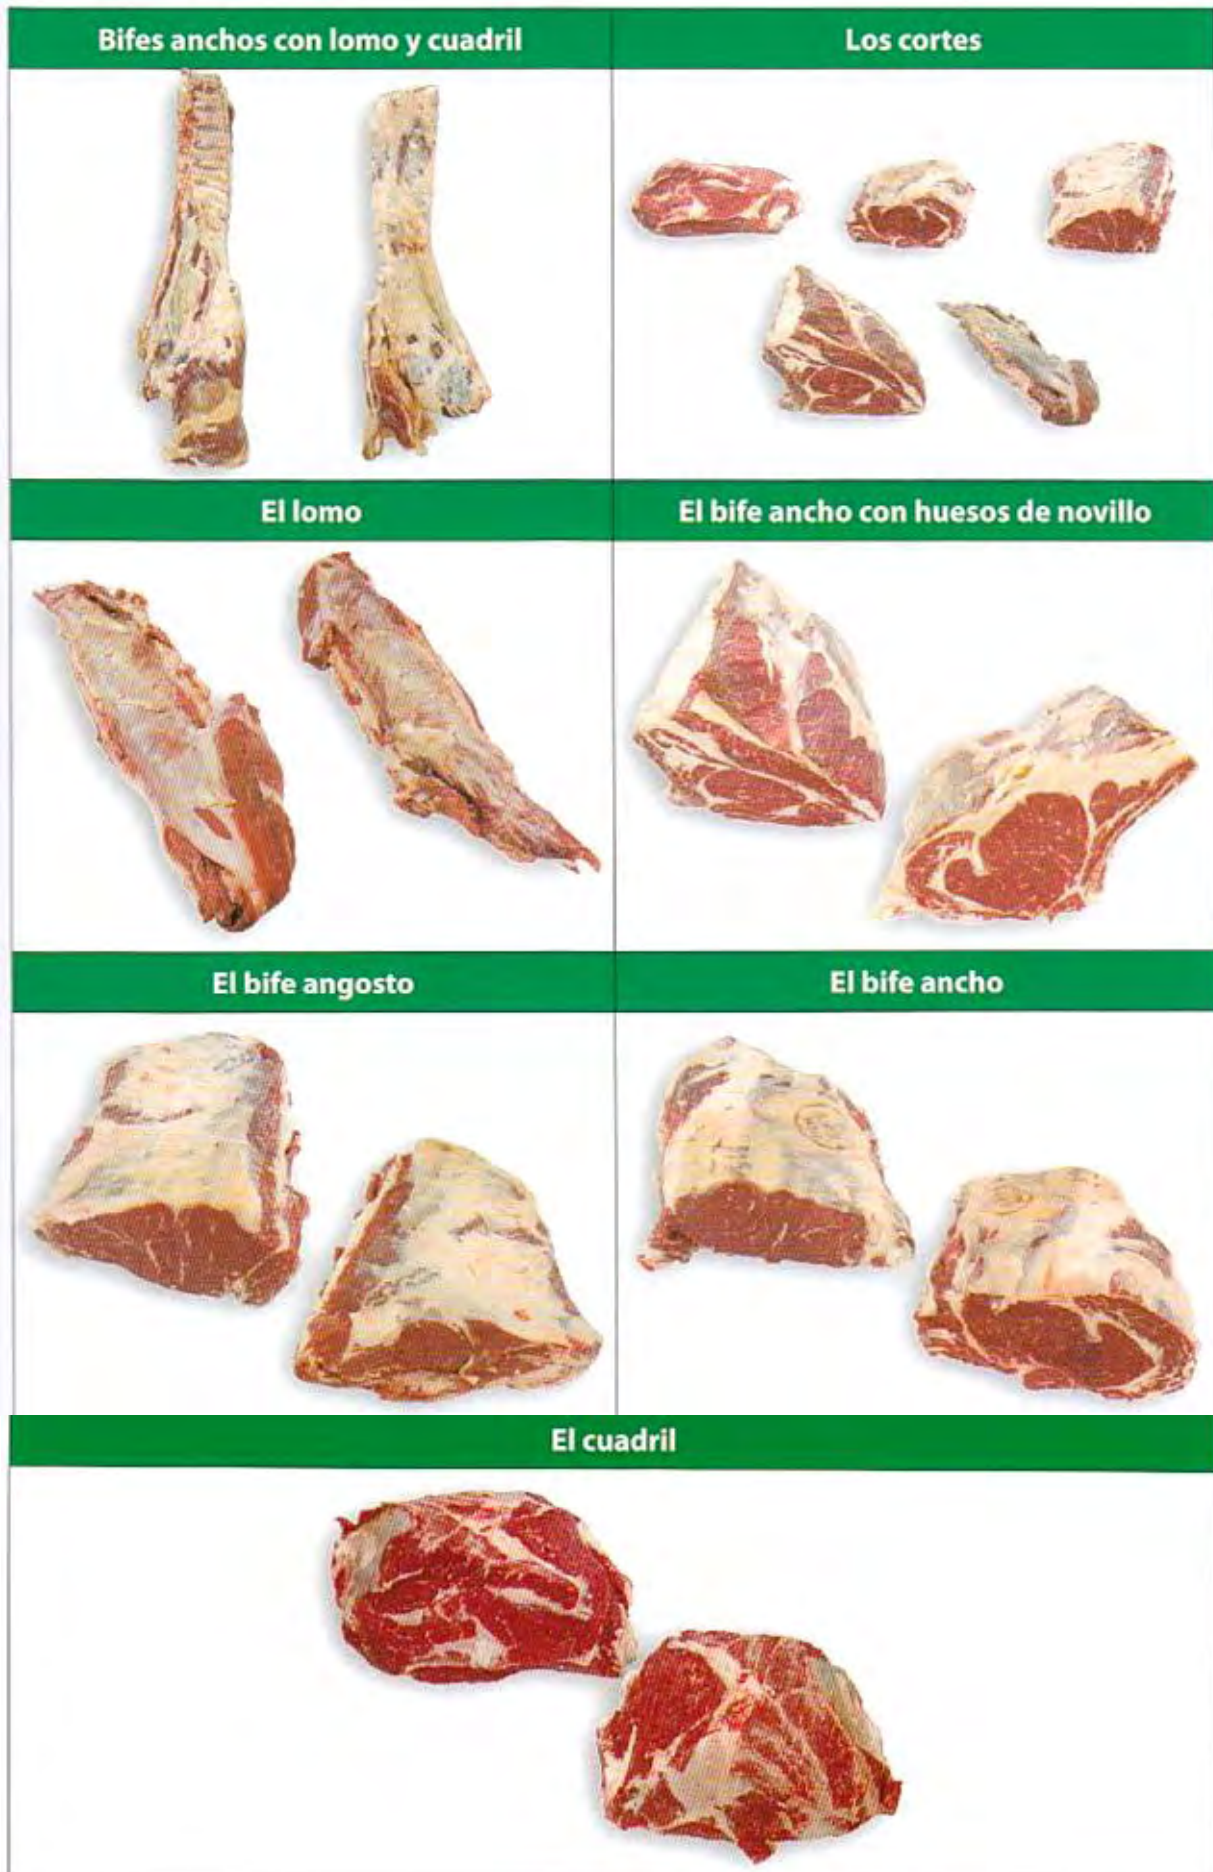 Bifes anchos con lomo y cuadril
Los cortes
El lomo
El bife ancho con huesos de novillo
El bife angosto
El bife ancho
El cuadril